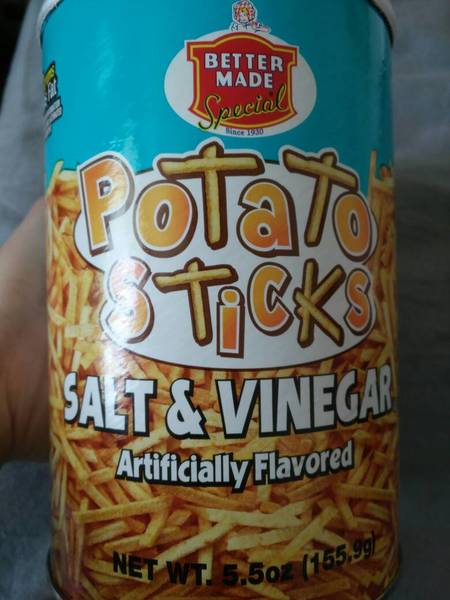 BETTER
MADE
Special
Since 1930
POTATO
STICKS
SALT & VINEGAR
Artificially Flavored
NET WT. 5.5oz (155.9g)